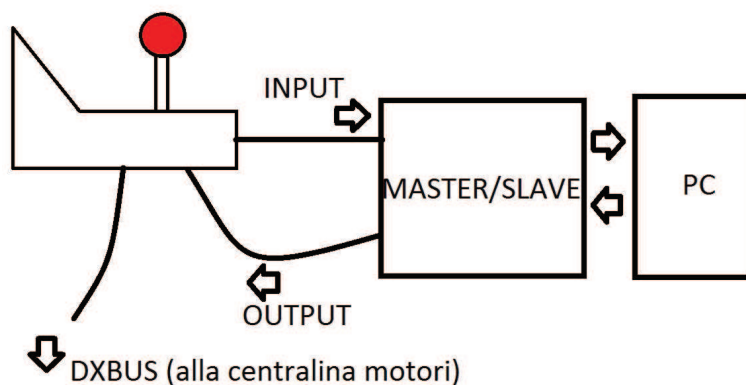 INPUT
MASTER/SLAVE
PC
OUTPUT
DXBUS (alla centralina motori)